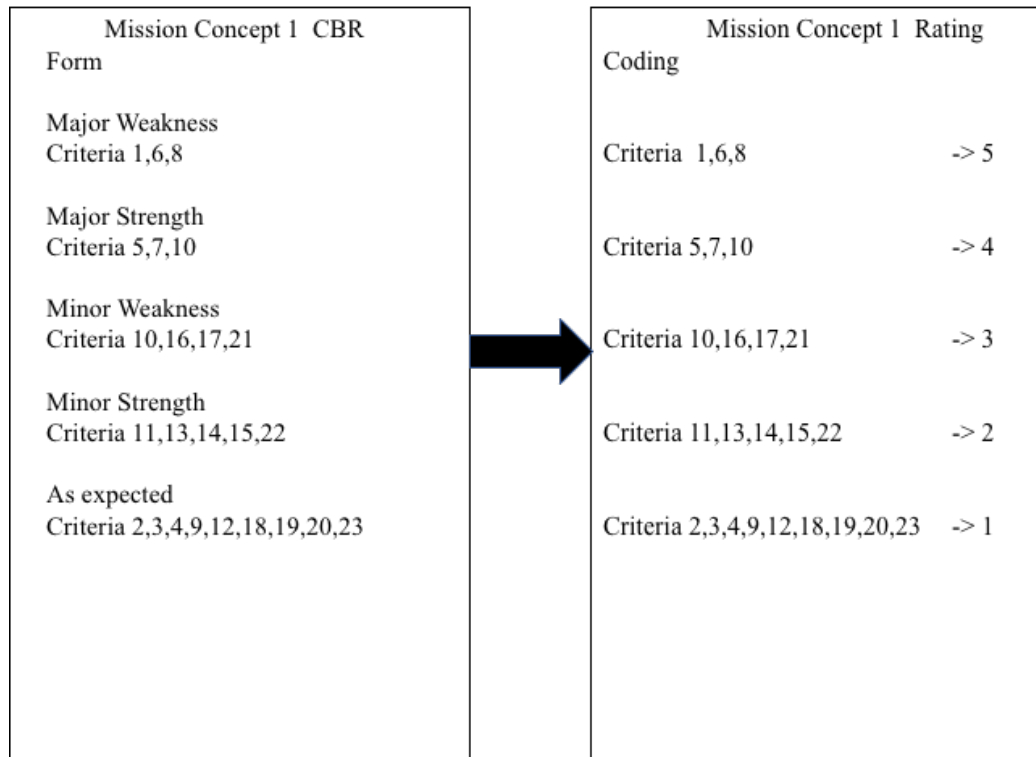 Mission Concept 1 CBR
Form
Major Weakness
Criteria 1,6,8
Major Strength
Criteria 5,7,10
Minor Weakness
Criteria 10,16,17,21
Minor Strength
Criteria 11,13,14,15,22
As expected
Criteria 2,3,4,9,12,18,19,20,23
Mission Concept 1 Rating
Coding
Criteria 1,6,8 -> 5
Criteria 5,7,10 -> 4
Criteria 10,16,17,21 -> 3
Criteria 11,13,14,15,22 -> 2
Criteria 2,3,4,9,12,18,19,20,23 -> 1